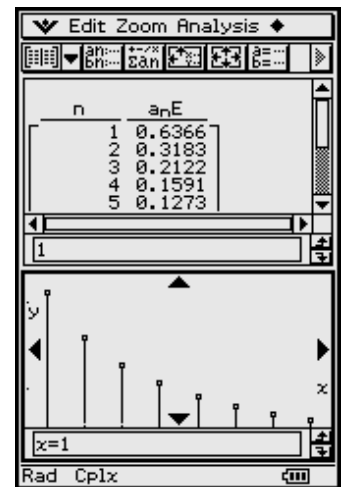 Edit Zoom Analysis
n aₙE
1 0.6366
2 0.3183
3 0.2122
4 0.1591
5 0.1273
1
y
x
x=1
Rad Cplx